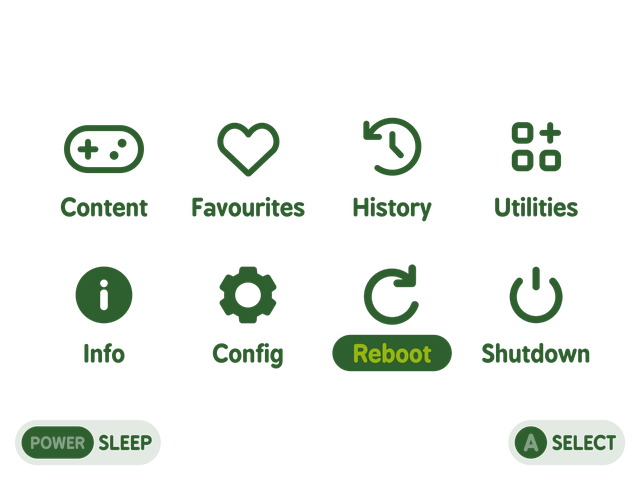 Content Favourites History Utilities
Info Config Reboot Shutdown
POWER SLEEP A SELECT